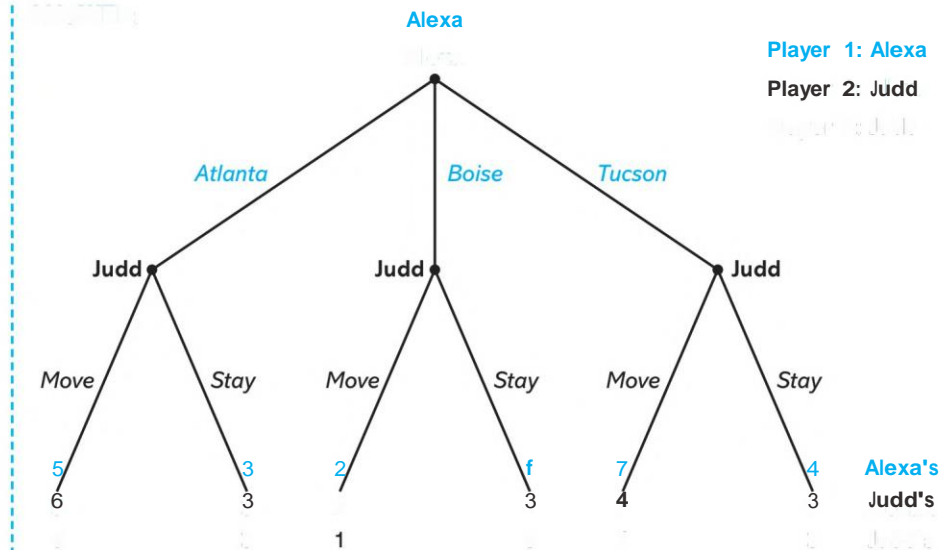 Alexa
Player 1: Alexa
Player 2: Judd
Atlanta Boise Tucson
Judd Judd Judd
Move Stay Move Stay Move Stay
5 3 2 f 7 4 Alexa's
6 3 3 4 3 Judd's
1